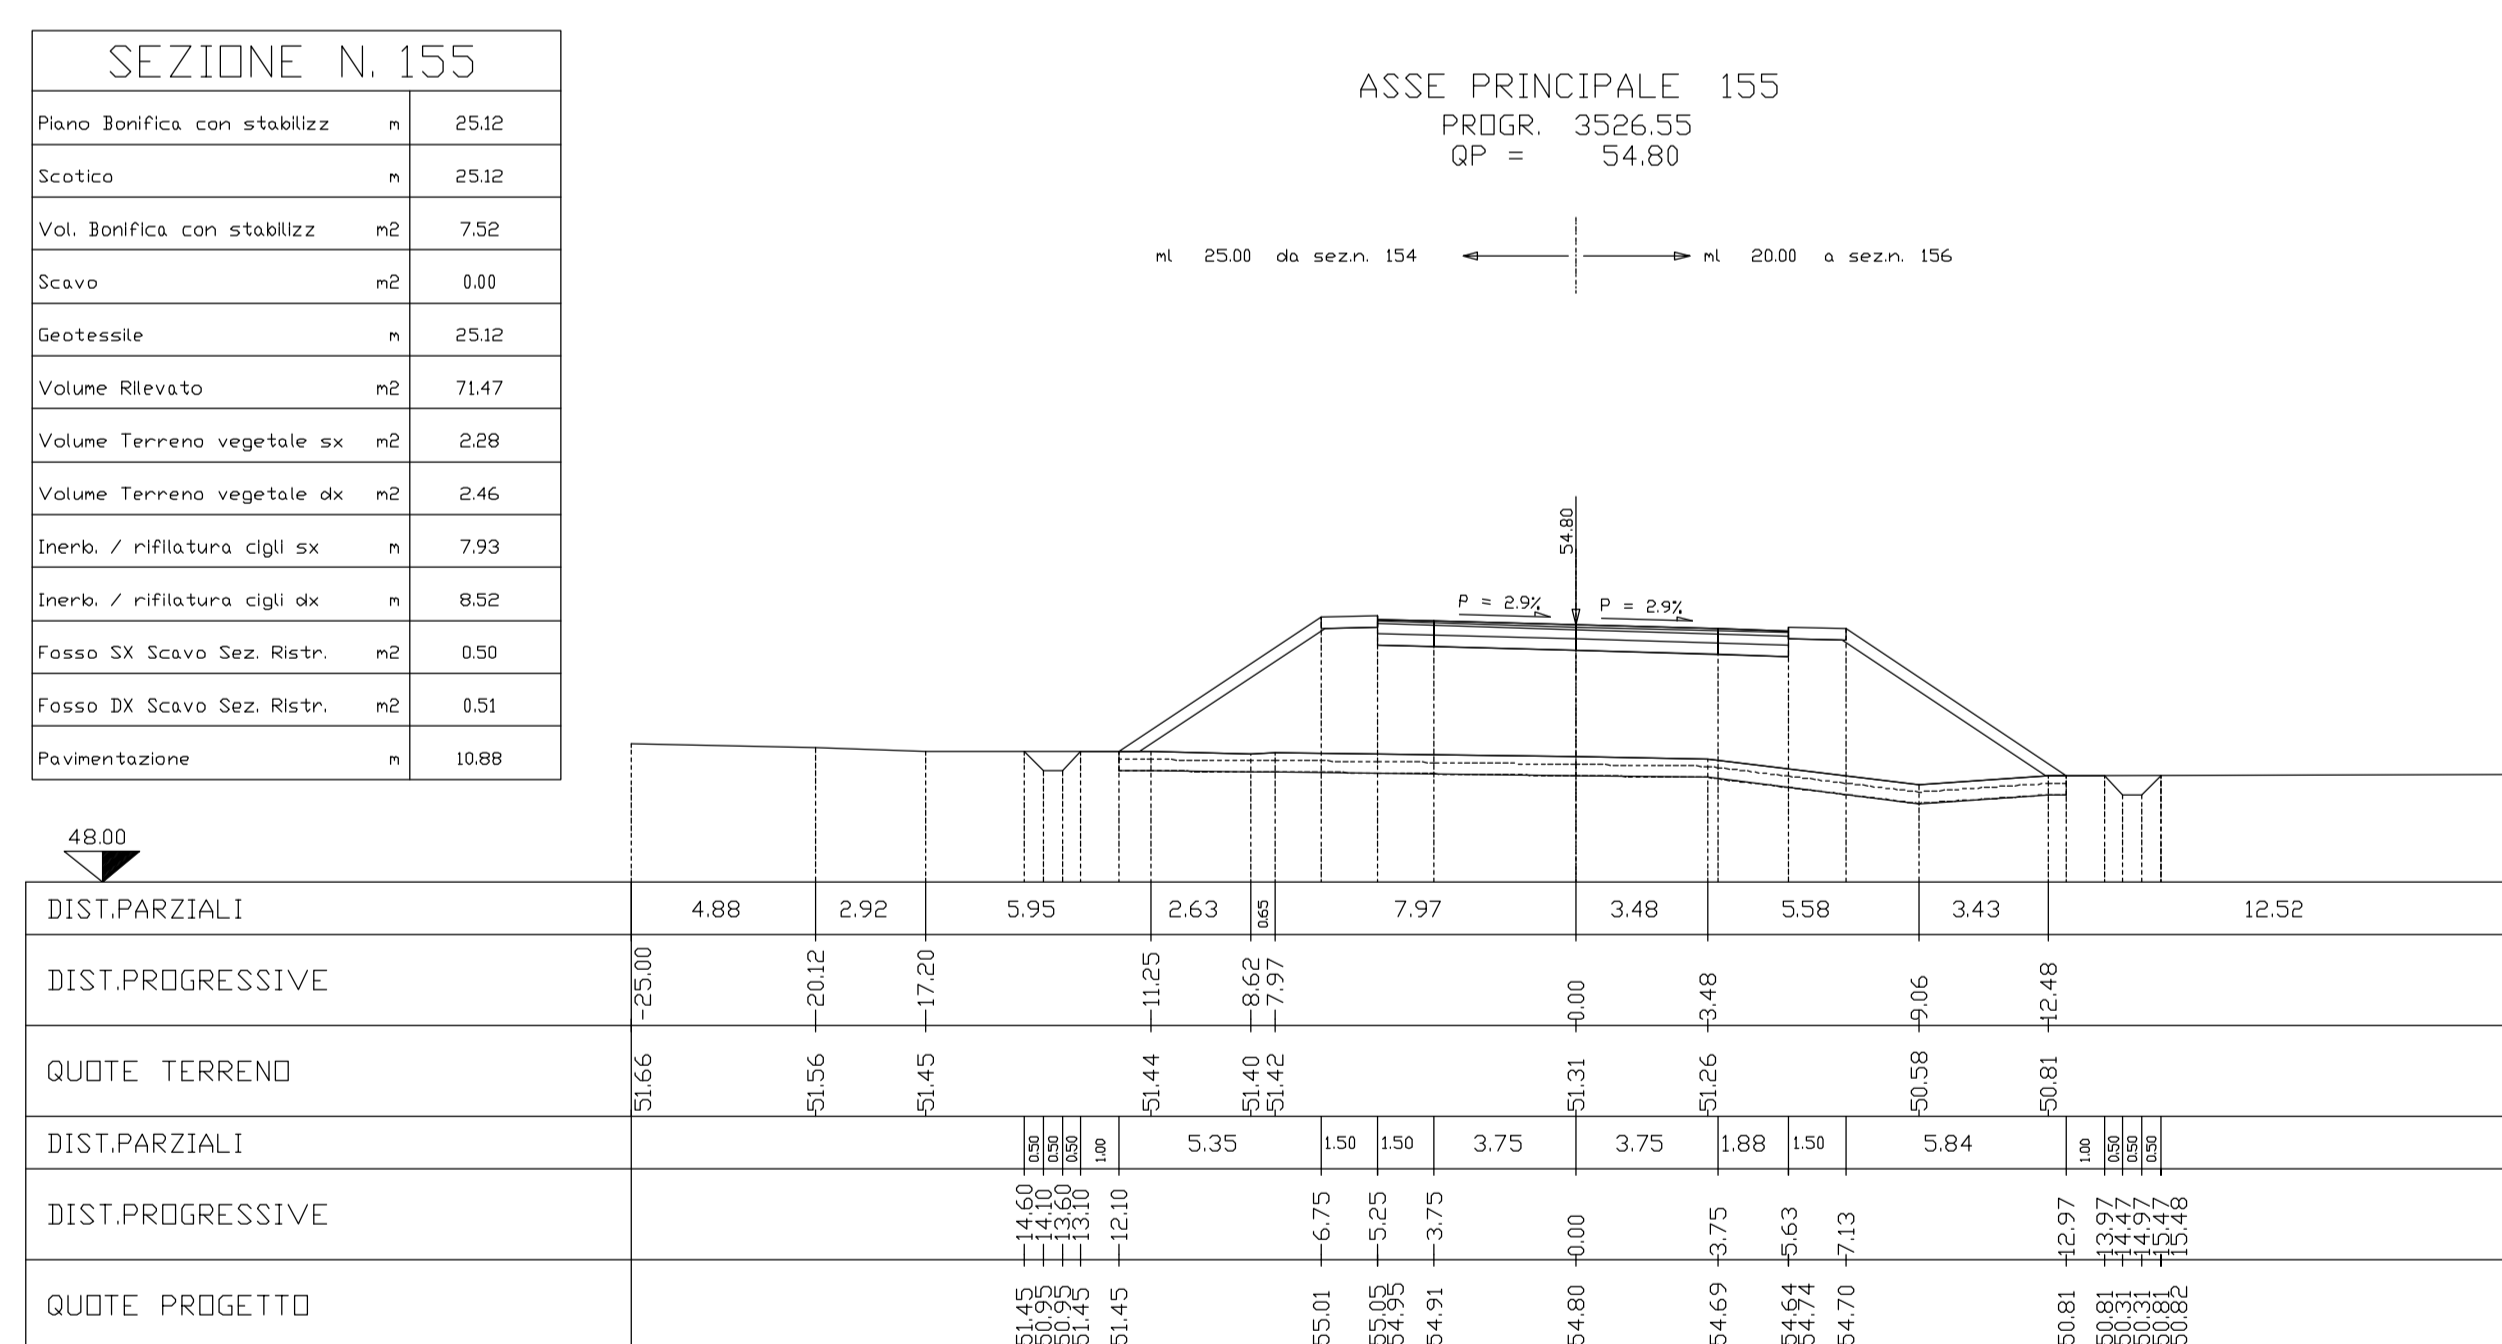 SEZIONE N. 155
Piano Bonifica con stabilizz m 25.12
Scotico m 25.12
Vol. Bonifica con stabilizz m2 7.52
Scavo m2 0.00
Geotessile m 25.12
Volume Rilevato m2 71.47
Volume Terreno vegetale sx m2 2.28
Volume Terreno vegetale dx m2 2.46
Inerb. / rifilatura cigli sx m 7.93
Inerb. / rifilatura cigli dx m 8.52
Fosso SX Scavo Sez. Ristr. m2 0.50
Fosso DX Scavo Sez. Ristr. m2 0.51
Pavimentazione m 10.88
ASSE PRINCIPALE 155
PROGR. 3526.55
QP = 54.80
ml 25.00 da sez.n. 154 ml 20.00 a sez.n. 156
54.80
P = 2.9% P = 2.9%
48.00
DIST.PARZIALI 4.88 2.92 5.95 2.63 0.65 7.97 3.48 5.58 3.43 12.52
DIST.PROGRESSIVE -25.00 -20.12 -17.20 -11.25 -8.62 -7.97 0.00 3.48 9.06 12.48
QUOTE TERRENO 51.66 51.56 51.45 51.44 51.40 51.42 51.31 51.26 50.58 50.81
DIST.PARZIALI 0.50 0.50 0.50 1.00 5.35 1.50 1.50 3.75 3.75 1.88 1.50 5.84 1.00 0.50 0.50 0.50
DIST.PROGRESSIVE -14.60 -14.10 -13.60 -13.10 -12.10 -6.75 -5.25 -3.75 0.00 3.75 5.63 7.13 12.97 13.97 14.47 14.97 15.47 15.48
QUOTE PROGETTO 51.45 50.95 50.95 51.45 51.45 55.01 55.05 54.95 54.91 54.80 54.69 54.64 54.74 54.70 50.81 50.81 50.31 50.31 50.81 50.82